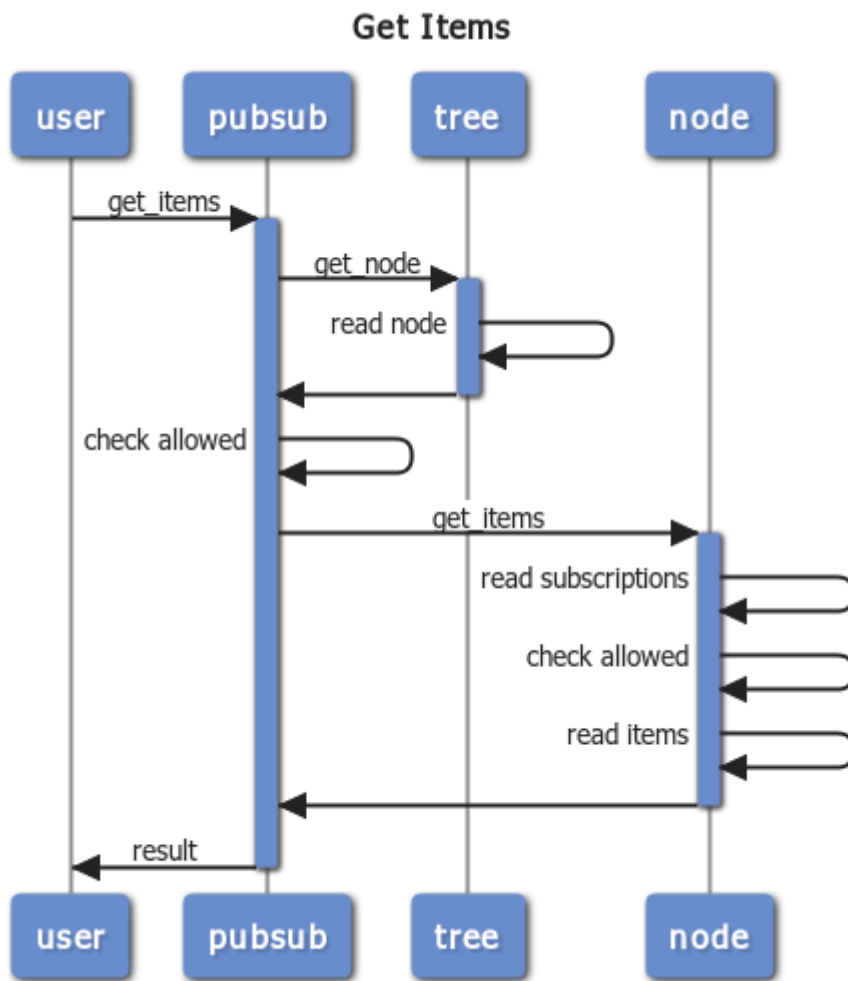 Get Items
user pubsub tree node
get_items
get_node
read node
check allowed
get_items
read subscriptions
check allowed
read items
result
user pubsub tree node